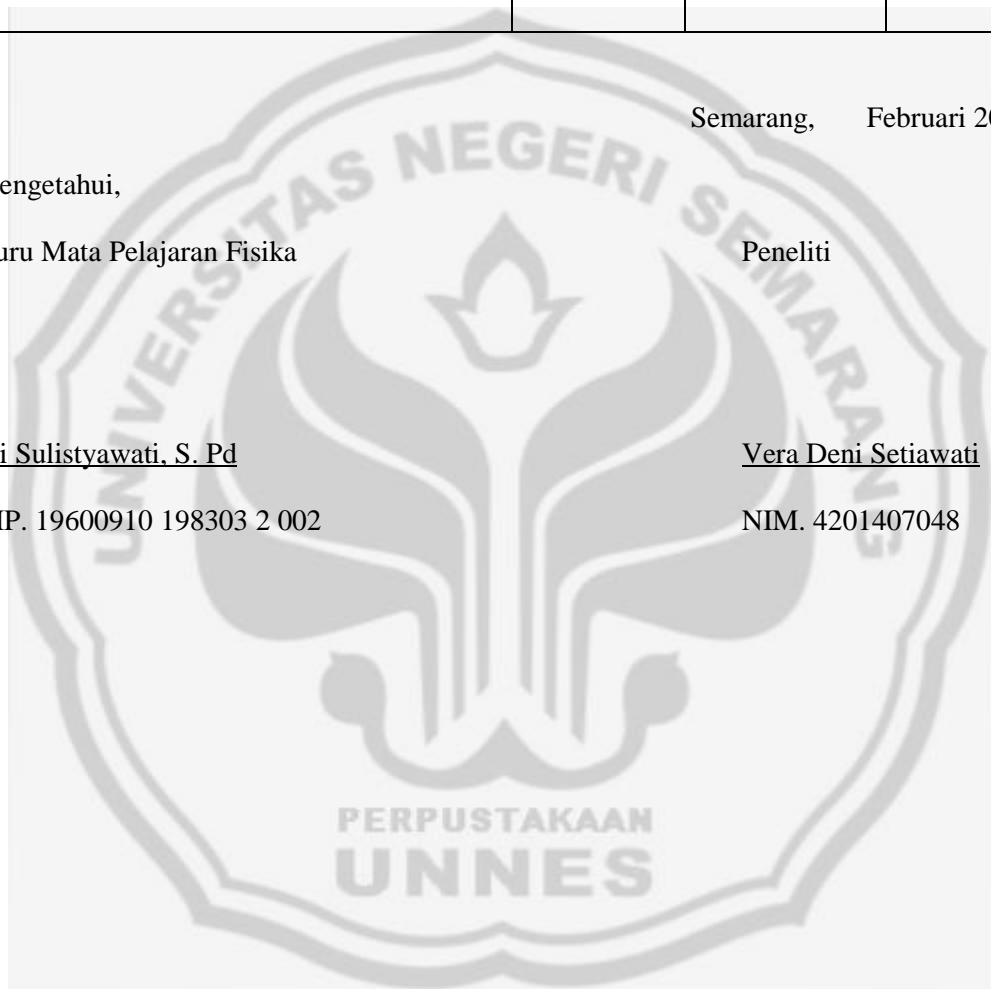 Semarang, Februari 20
engetahui,
uru Mata Pelajaran Fisika Peneliti
i Sulistyawati, S. Pd Vera Deni Setiawati
IP. 19600910 198303 2 002 NIM. 4201407048
UNIVERSITAS NEGERI SEMARANG
PERPUSTAKAAN
UNNES